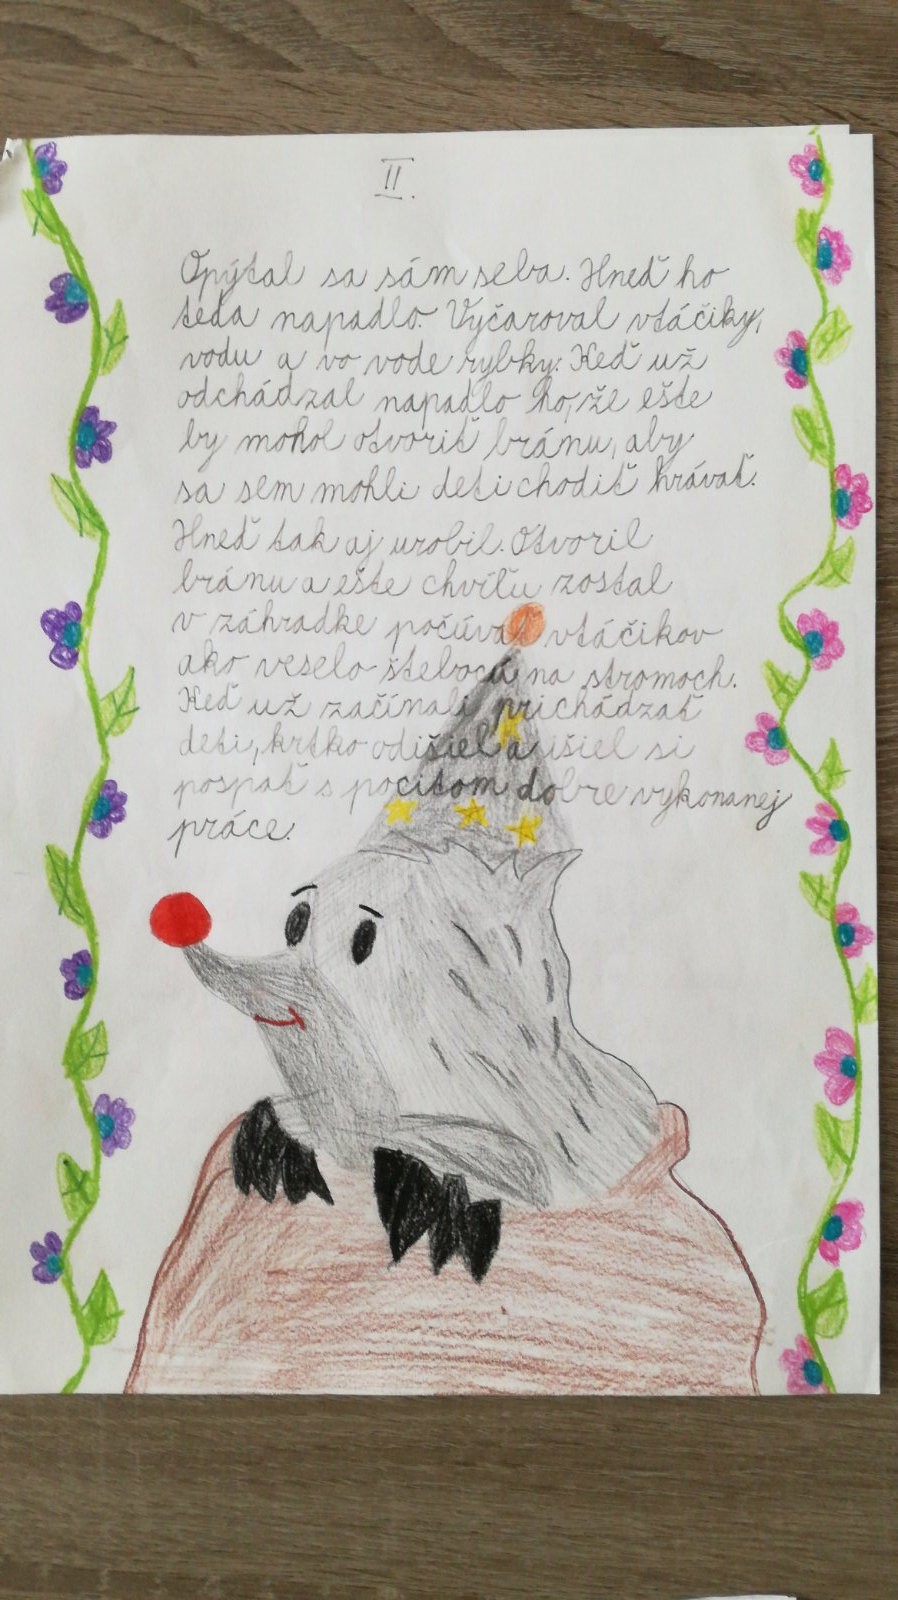 II.
Opýtal sa sám seba. Hneď ho
teda napadlo. Vyčaroval vtáčiky,
vodu a vo vode rybky. Keď už
odchádzal napadlo ho, že ešte
by mohol otvoriť bránu, aby
sa sem mohli deti chodiť hrávať.
Hneď tak aj urobil. Otvoril
bránu a ešte chvíľu zostal
v záhradke počúvať vtáčikov
ako veselo štebocú na stromoch.
Keď už začínali prichádzať
deti, krtko odišiel a išiel si
pospať s pocitom dobre vykonanej
práce.